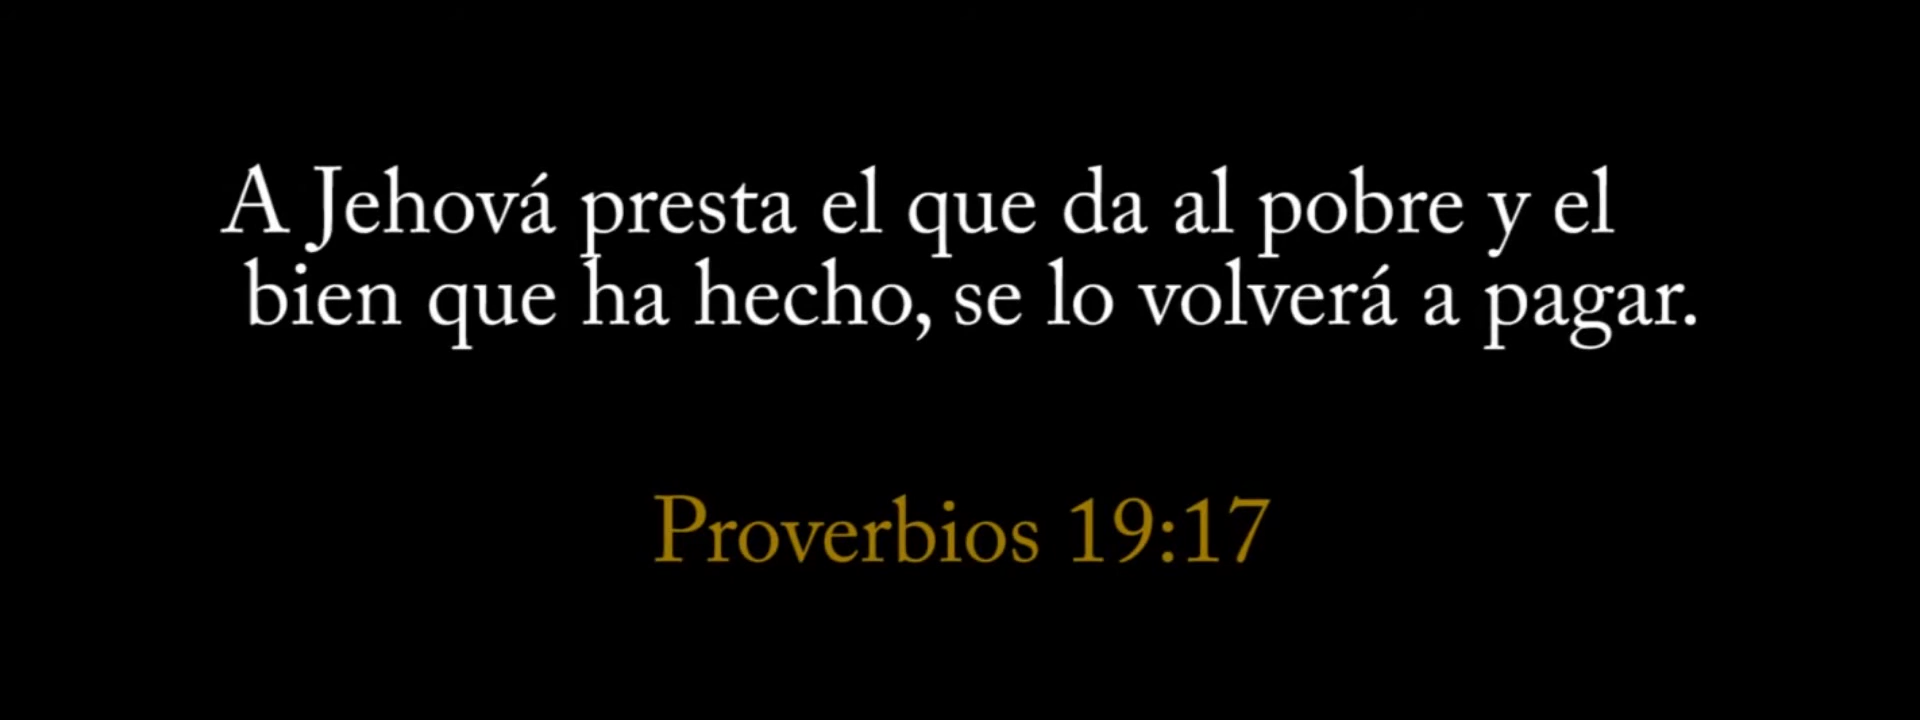 A Jehová presta el que da al pobre y el
bien que ha hecho, se lo volverá a pagar.
Proverbios 19:17